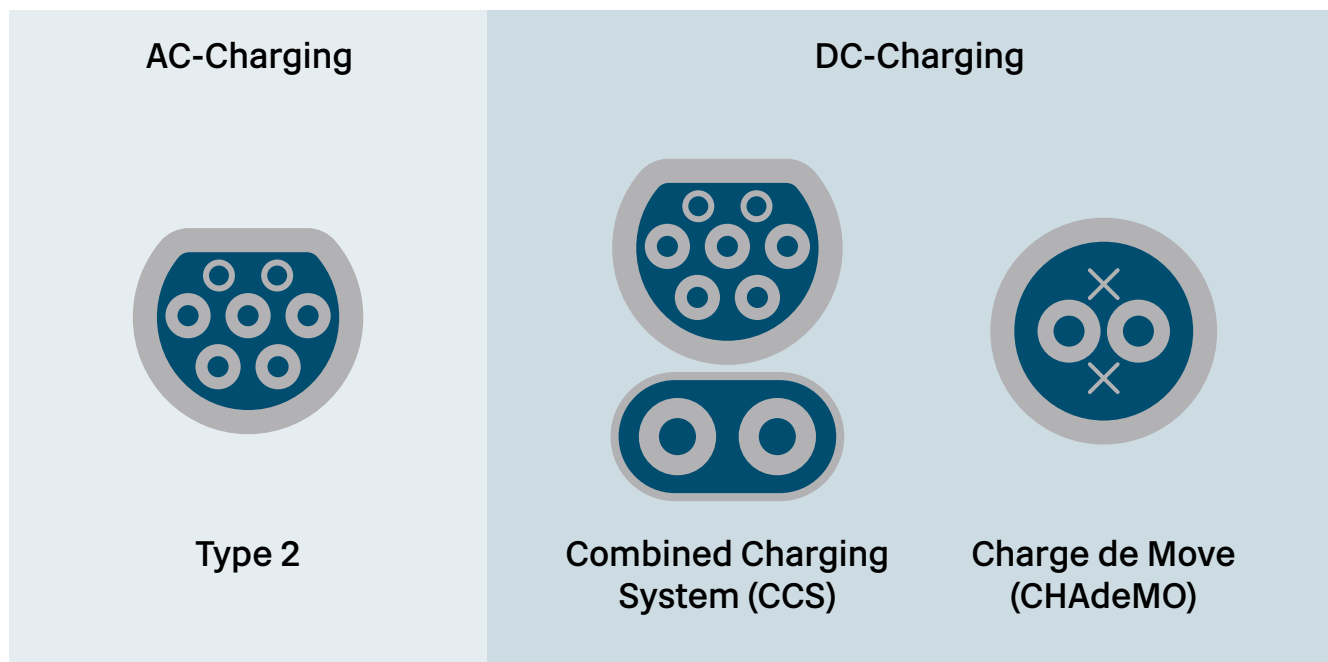 AC-Charging
DC-Charging
Type 2
Combined Charging
System (CCS)
Charge de Move
(CHAdeMO)